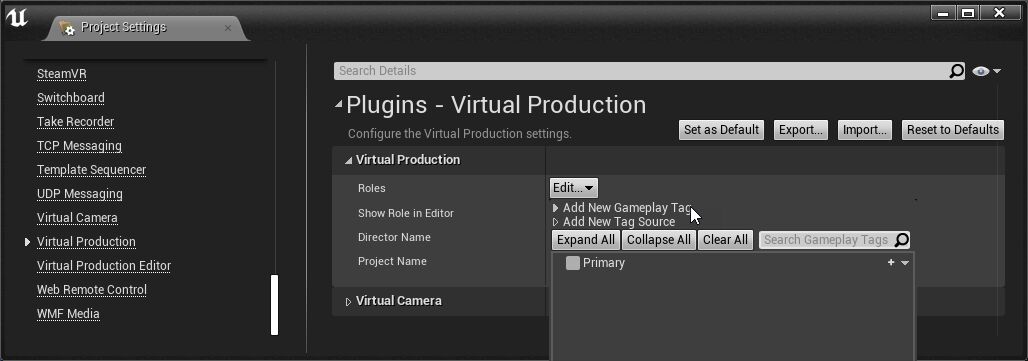 Project Settings
SteamVR
Switchboard
Take Recorder
TCP Messaging
Template Sequencer
UDP Messaging
Virtual Camera
Virtual Production
Virtual Production Editor
Web Remote Control
WMF Media
Search Details
Plugins - Virtual Production
Configure the Virtual Production settings.
Set as Default Export... Import... Reset to Defaults
Virtual Production
Roles Edit...
Add New Gameplay Tag
Show Role in Editor
Add New Tag Source
Director Name Expand All Collapse All Clear All Search Gameplay Tags
Project Name Primary
Virtual Camera